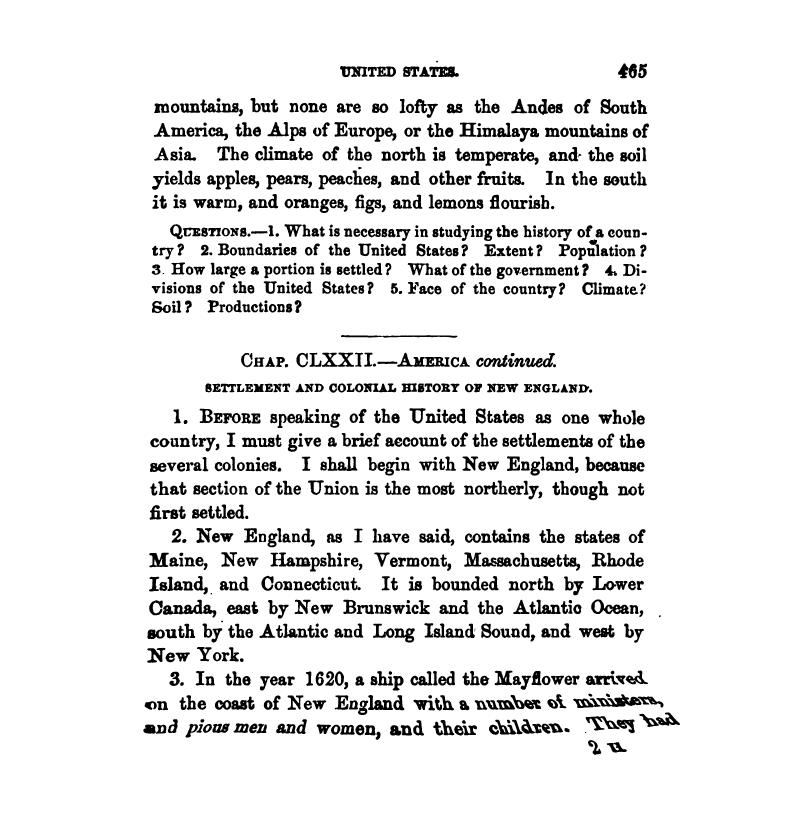 UNITED STATES. 465
mountains, but none are so lofty as the Andes of South
America, the Alps of Europe, or the Himalaya mountains of
Asia. The climate of the north is temperate, and the soil
yields apples, pears, peaches, and other fruits. In the south
it is warm, and oranges, figs, and lemons flourish.
QUESTIONS.—1. What is necessary in studying the history of a coun-
try? 2. Boundaries of the United States? Extent? Population?
3. How large a portion is settled? What of the government? 4. Di-
visions of the United States? 5. Face of the country? Climate?
Soil? Productions?
CHAP. CLXXII.—AMERICA continued.
SETTLEMENT AND COLONIAL HISTORY OF NEW ENGLAND.
1. BEFORE speaking of the United States as one whole
country, I must give a brief account of the settlements of the
several colonies. I shall begin with New England, because
that section of the Union is the most northerly, though not
first settled.
2. New England, as I have said, contains the states of
Maine, New Hampshire, Vermont, Massachusetts, Rhode
Island, and Connecticut. It is bounded north by Lower
Canada, east by New Brunswick and the Atlantic Ocean,
south by the Atlantic and Long Island Sound, and west by
New York.
3. In the year 1620, a ship called the Mayflower arrived
on the coast of New England with a number of ministers,
and pious men and women, and their children. They had
2 U